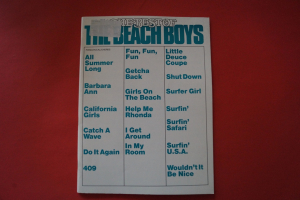 THE BEACH BOYS
All
Summer
Long
Barbara
Ann
California
Girls
Catch A
Wave
Do It Again
409
Fun, Fun,
Fun
Getcha
Back
Girls On
The Beach
Help Me
Rhonda
I Get
Around
In My
Room
Little
Deuce
Coupe
Shut Down
Surfer Girl
Surfin'
Surfin'
Safari
Surfin'
U.S.A.
Wouldn't It
Be Nice